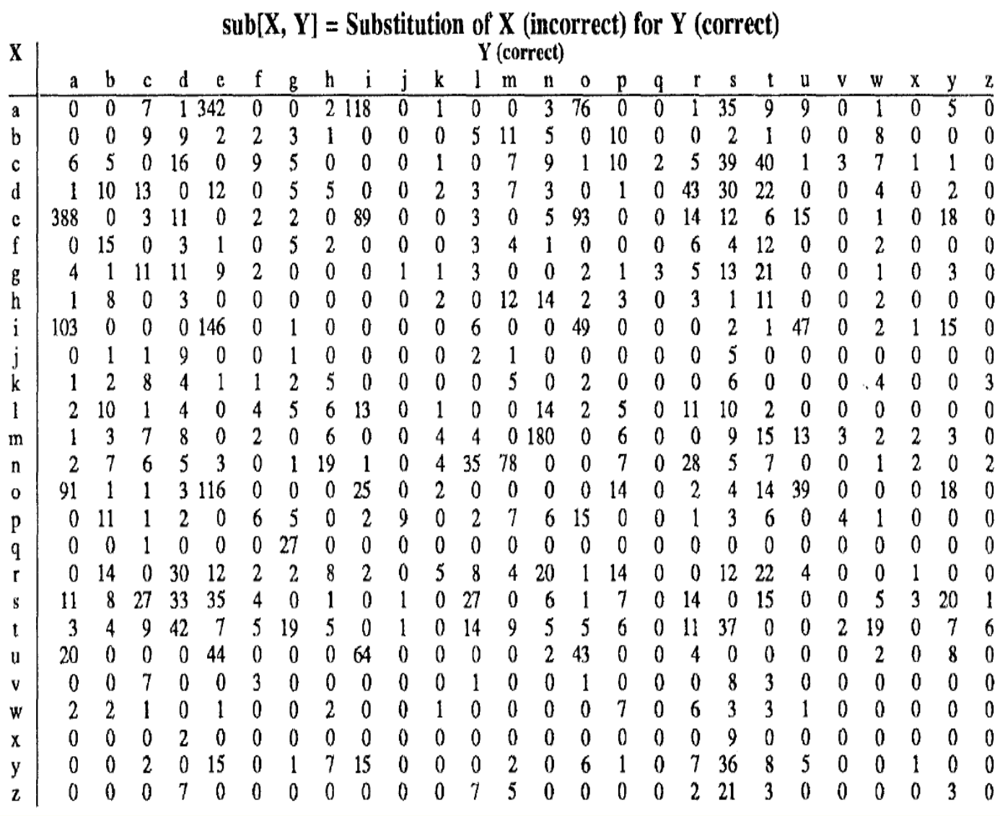 sub[X, Y] = Substitution of X (incorrect) for Y (correct)
X Y (correct)
a b c d e f g h i j k l m n o p q r s t u v w x y z
a 0 0 7 1 342 0 0 2 118 0 1 0 0 3 76 0 0 1 35 9 9 0 1 0 5 0
b 0 0 9 9 2 2 3 1 0 0 0 5 11 5 0 10 0 0 2 1 0 0 8 0 0 0
c 6 5 0 16 0 9 5 0 0 0 1 0 7 9 1 10 2 5 39 40 1 3 7 1 1 0
d 1 10 13 0 12 0 5 5 0 0 2 3 7 3 0 1 0 43 30 22 0 0 4 0 2 0
e 388 0 3 11 0 2 2 0 89 0 0 3 0 5 93 0 0 14 12 6 15 0 1 0 18 0
f 0 15 0 3 1 0 5 2 0 0 0 3 4 1 0 0 0 6 4 12 0 0 2 0 0 0
g 4 1 11 11 9 2 0 0 0 1 1 3 0 0 2 1 3 5 13 21 0 0 1 0 3 0
h 1 8 0 3 0 0 0 0 0 0 2 0 12 14 2 3 0 3 1 11 0 0 2 0 0 0
i 103 0 0 0 146 0 1 0 0 0 0 6 0 0 49 0 0 0 2 1 47 0 2 1 15 0
j 0 1 1 9 0 0 1 0 0 0 0 2 1 0 0 0 0 0 5 0 0 0 0 0 0 0
k 1 2 8 4 1 1 2 5 0 0 0 0 5 0 2 0 0 0 6 0 0 0 4 0 0 3
l 2 10 1 4 0 4 5 6 13 0 1 0 0 14 2 5 0 11 10 2 0 0 0 0 0 0
m 1 3 7 8 0 2 0 6 0 0 4 4 0 180 0 6 0 0 9 15 13 3 2 2 3 0
n 2 7 6 5 3 0 1 19 1 0 4 35 78 0 0 7 0 28 5 7 0 0 1 2 0 2
o 91 1 1 3 116 0 0 0 25 0 2 0 0 0 0 14 0 2 4 14 39 0 0 0 18 0
p 0 11 1 2 0 6 5 0 2 9 0 2 7 6 15 0 0 1 3 6 0 4 1 0 0 0
q 0 0 1 0 0 0 27 0 0 0 0 0 0 0 0 0 0 0 0 0 0 0 0 0 0 0
r 0 14 0 30 12 2 2 8 2 0 5 8 4 20 1 14 0 0 12 22 4 0 0 1 0 0
s 11 8 27 33 35 4 0 1 0 1 0 27 0 6 1 7 0 14 0 15 0 0 5 3 20 1
t 3 4 9 42 7 5 19 5 0 1 0 14 9 5 5 6 0 11 37 0 0 2 19 0 7 6
u 20 0 0 0 44 0 0 0 64 0 0 0 0 2 43 0 0 4 0 0 0 0 2 0 8 0
v 0 0 7 0 0 3 0 0 0 0 0 1 0 0 1 0 0 0 8 3 0 0 0 0 0 0
w 2 2 1 0 1 0 0 2 0 0 1 0 0 0 0 7 0 6 3 3 1 0 0 0 0 0
x 0 0 0 2 0 0 0 0 0 0 0 0 0 0 0 0 0 0 9 0 0 0 0 0 0 0
y 0 0 2 0 15 0 1 7 15 0 0 0 2 0 6 1 0 7 36 8 5 0 0 1 0 0
z 0 0 0 7 0 0 0 0 0 0 0 7 5 0 0 0 0 2 21 3 0 0 0 0 3 0